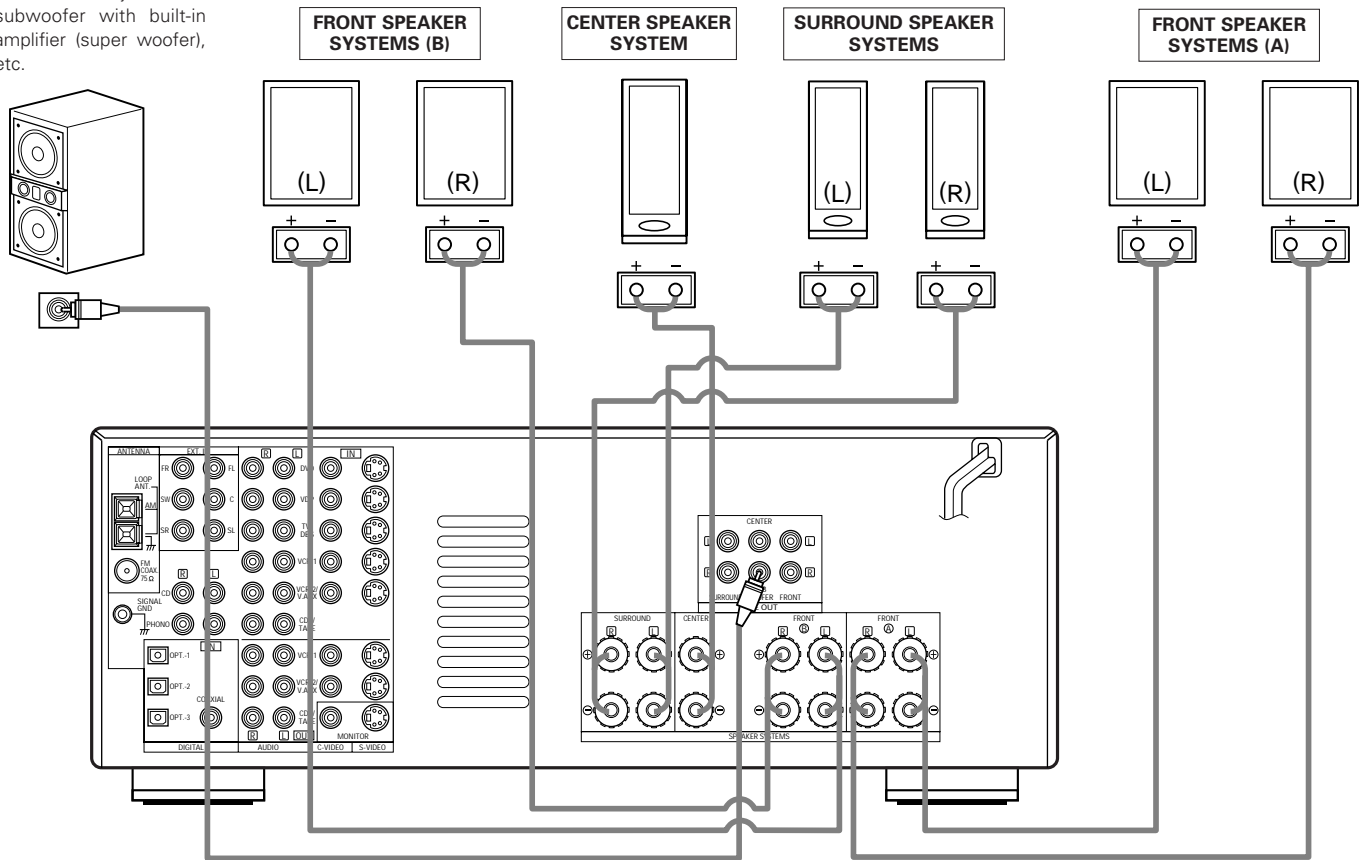 subwoofer with built-in
amplifier (super woofer),
etc.
FRONT SPEAKER
SYSTEMS (B)
CENTER SPEAKER
SYSTEM
SURROUND SPEAKER
SYSTEMS
FRONT SPEAKER
SYSTEMS (A)
(L)
(R)
(L)
(R)
(L)
(R)
+ −
+ −
+ −
+ −
+ −
+ −
+ −
ANTENNA
EXT. IN
R L IN
FR FL DVD
LOOP
ANT.
AM
SW C VDP
SR SL TV
FM
COAX.
75 Ω
VCR-1
R L
CD
VCR-2/
V.AUX
SIGNAL
GND
PHONO
CDR/
TAPE
IN
OPT.-1
VCR-1
OPT.-2
VCR-2/
V.AUX
COAXIAL
OPT.-3
CDR/
TAPE
R L OUT
MONITOR
DIGITAL
AUDIO
C-VIDEO
S-VIDEO
CENTER
L L
R R
SURROUND FRONT
OUT
SURROUND
R L
CENTER
FRONT
R B L
FRONT
R A L
⊕ ⊕ ⊕ ⊕
⊖ ⊖ ⊖ ⊖
SPEAKER SYSTEMS